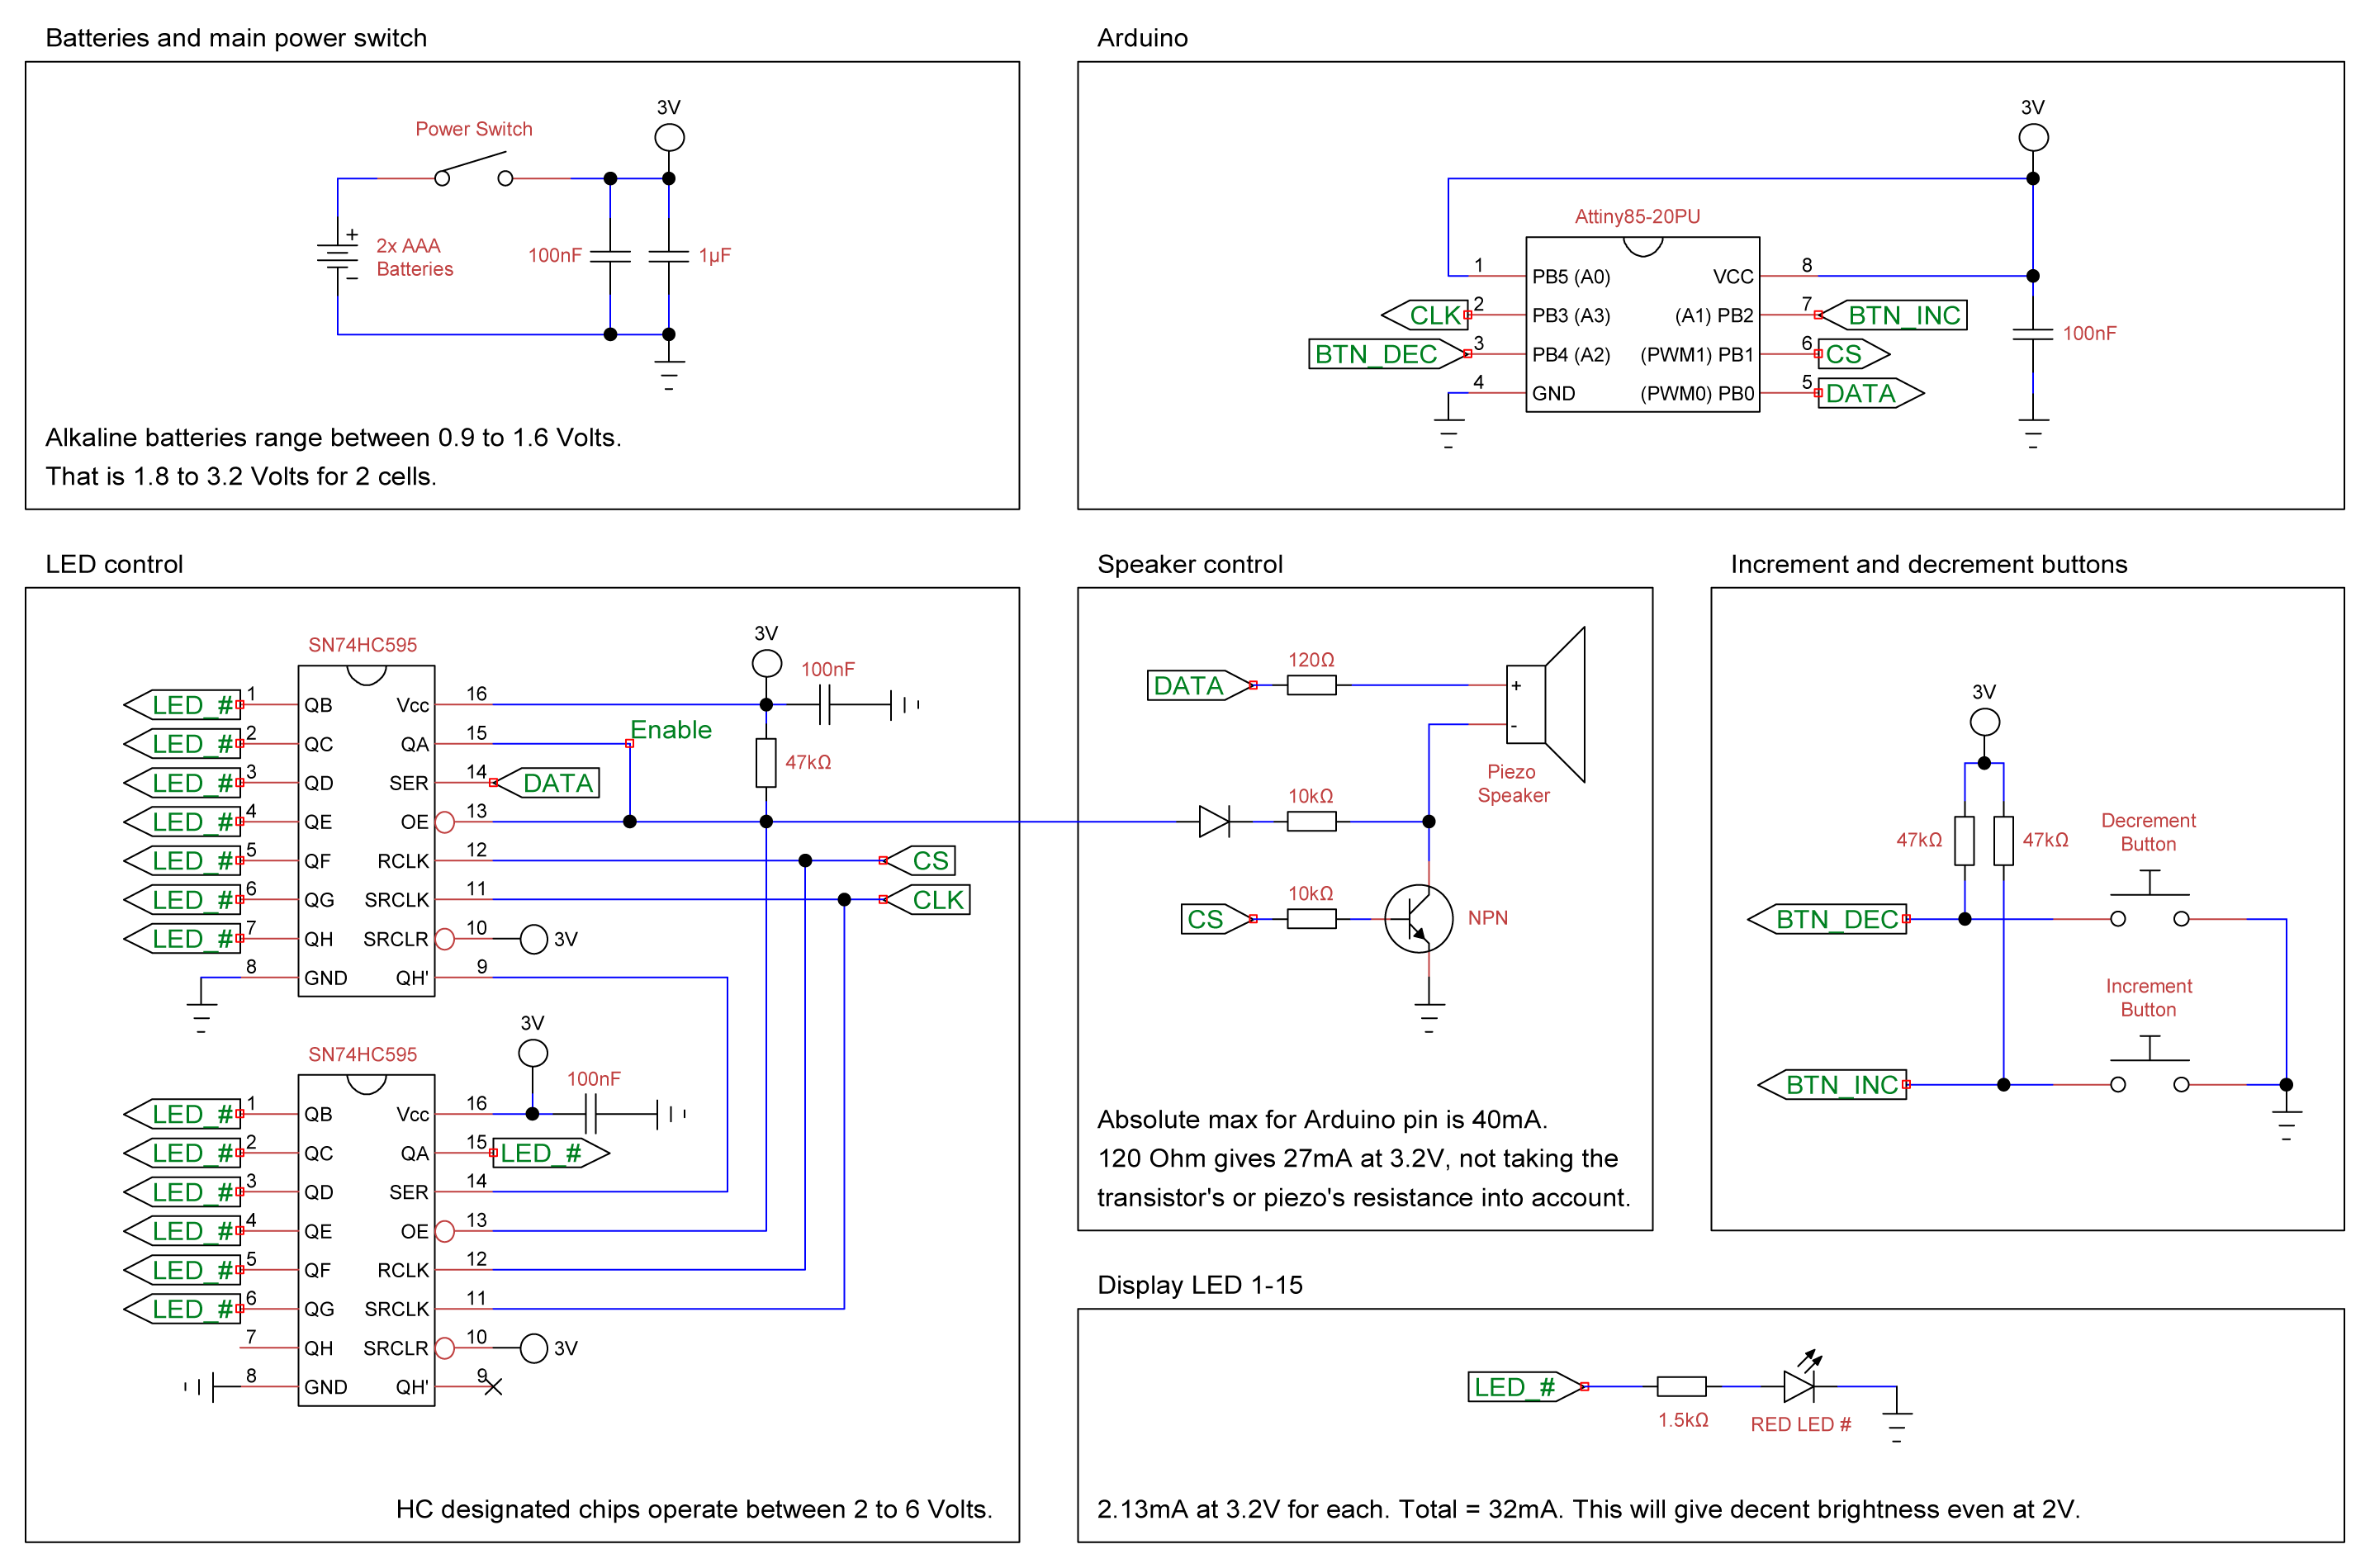 Batteries and main power switch
3V
Power Switch
+
2x AAA
Batteries
−
100nF
1µF
Alkaline batteries range between 0.9 to 1.6 Volts.
That is 1.8 to 3.2 Volts for 2 cells.
Arduino
3V
Attiny85-20PU
1 PB5 (A0) VCC 8
CLK 2 PB3 (A3) (A1) PB2 7 BTN_INC
BTN_DEC 3 PB4 (A2) (PWM1) PB1 6 CS
4 GND (PWM0) PB0 5 DATA
100nF
LED control
SN74HC595
3V
100nF
LED_# 1 QB Vcc 16
Enable
LED_# 2 QC QA 15
47kΩ
LED_# 3 QD SER 14 DATA
LED_# 4 QE OE 13
LED_# 5 QF RCLK 12 CS
LED_# 6 QG SRCLK 11 CLK
LED_# 7 QH SRCLR 10 3V
8 GND QH' 9
3V
SN74HC595
100nF
LED_# 1 QB Vcc 16
LED_# 2 QC QA 15 LED_#
LED_# 3 QD SER 14
LED_# 4 QE OE 13
LED_# 5 QF RCLK 12
LED_# 6 QG SRCLK 11
7 QH SRCLR 10 3V
8 GND QH' 9
HC designated chips operate between 2 to 6 Volts.
Speaker control
DATA 120Ω +
-
Piezo
Speaker
10kΩ
CS 10kΩ NPN
Absolute max for Arduino pin is 40mA.
120 Ohm gives 27mA at 3.2V, not taking the
transistor's or piezo's resistance into account.
Increment and decrement buttons
3V
47kΩ 47kΩ
Decrement
Button
BTN_DEC
Increment
Button
BTN_INC
Display LED 1-15
LED_#
1.5kΩ RED LED #
2.13mA at 3.2V for each. Total = 32mA. This will give decent brightness even at 2V.